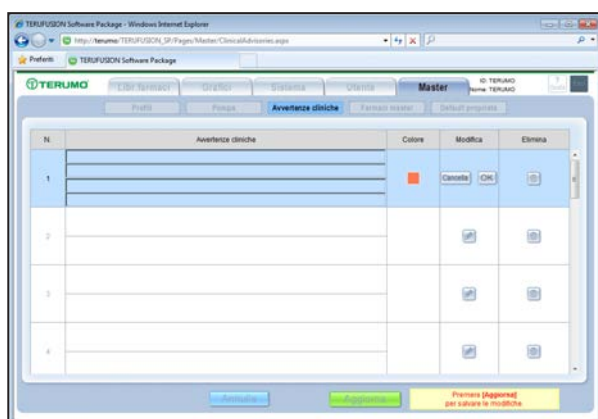 TERUFUSION Software Package - Windows Internet Explorer
http://terumo/TERUFUSION_SP/Pages/Master/ClinicalAdvisories.aspx
Preferiti TERUFUSION Software Package
TERUMO Libri farmaci Grafici Sistema Utente Master ID: TERUMO
Nome: TERUMO
Profili Pompa Avvertenze cliniche Farmaci master Default proprietà
N. Avvertenze cliniche Colore Modifica Elimina
1 Cancella OK
2
3
4
Annulla Aggiorna Premere [Aggiorna]
per salvare le modifiche.